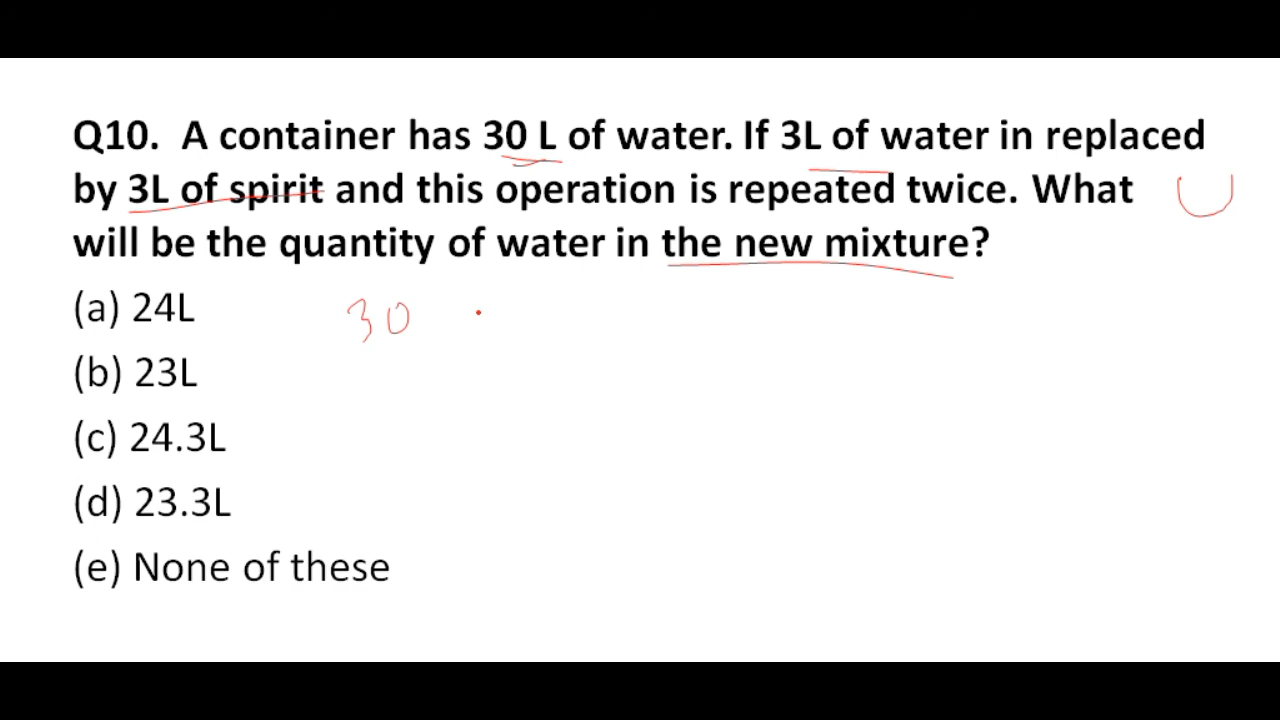 Q10.  A container has 30 L of water. If 3L of water in replaced
by 3L of spirit and this operation is repeated twice. What
will be the quantity of water in the new mixture?
(a) 24L
30
(b) 23L
(c) 24.3L
(d) 23.3L
(e) None of these